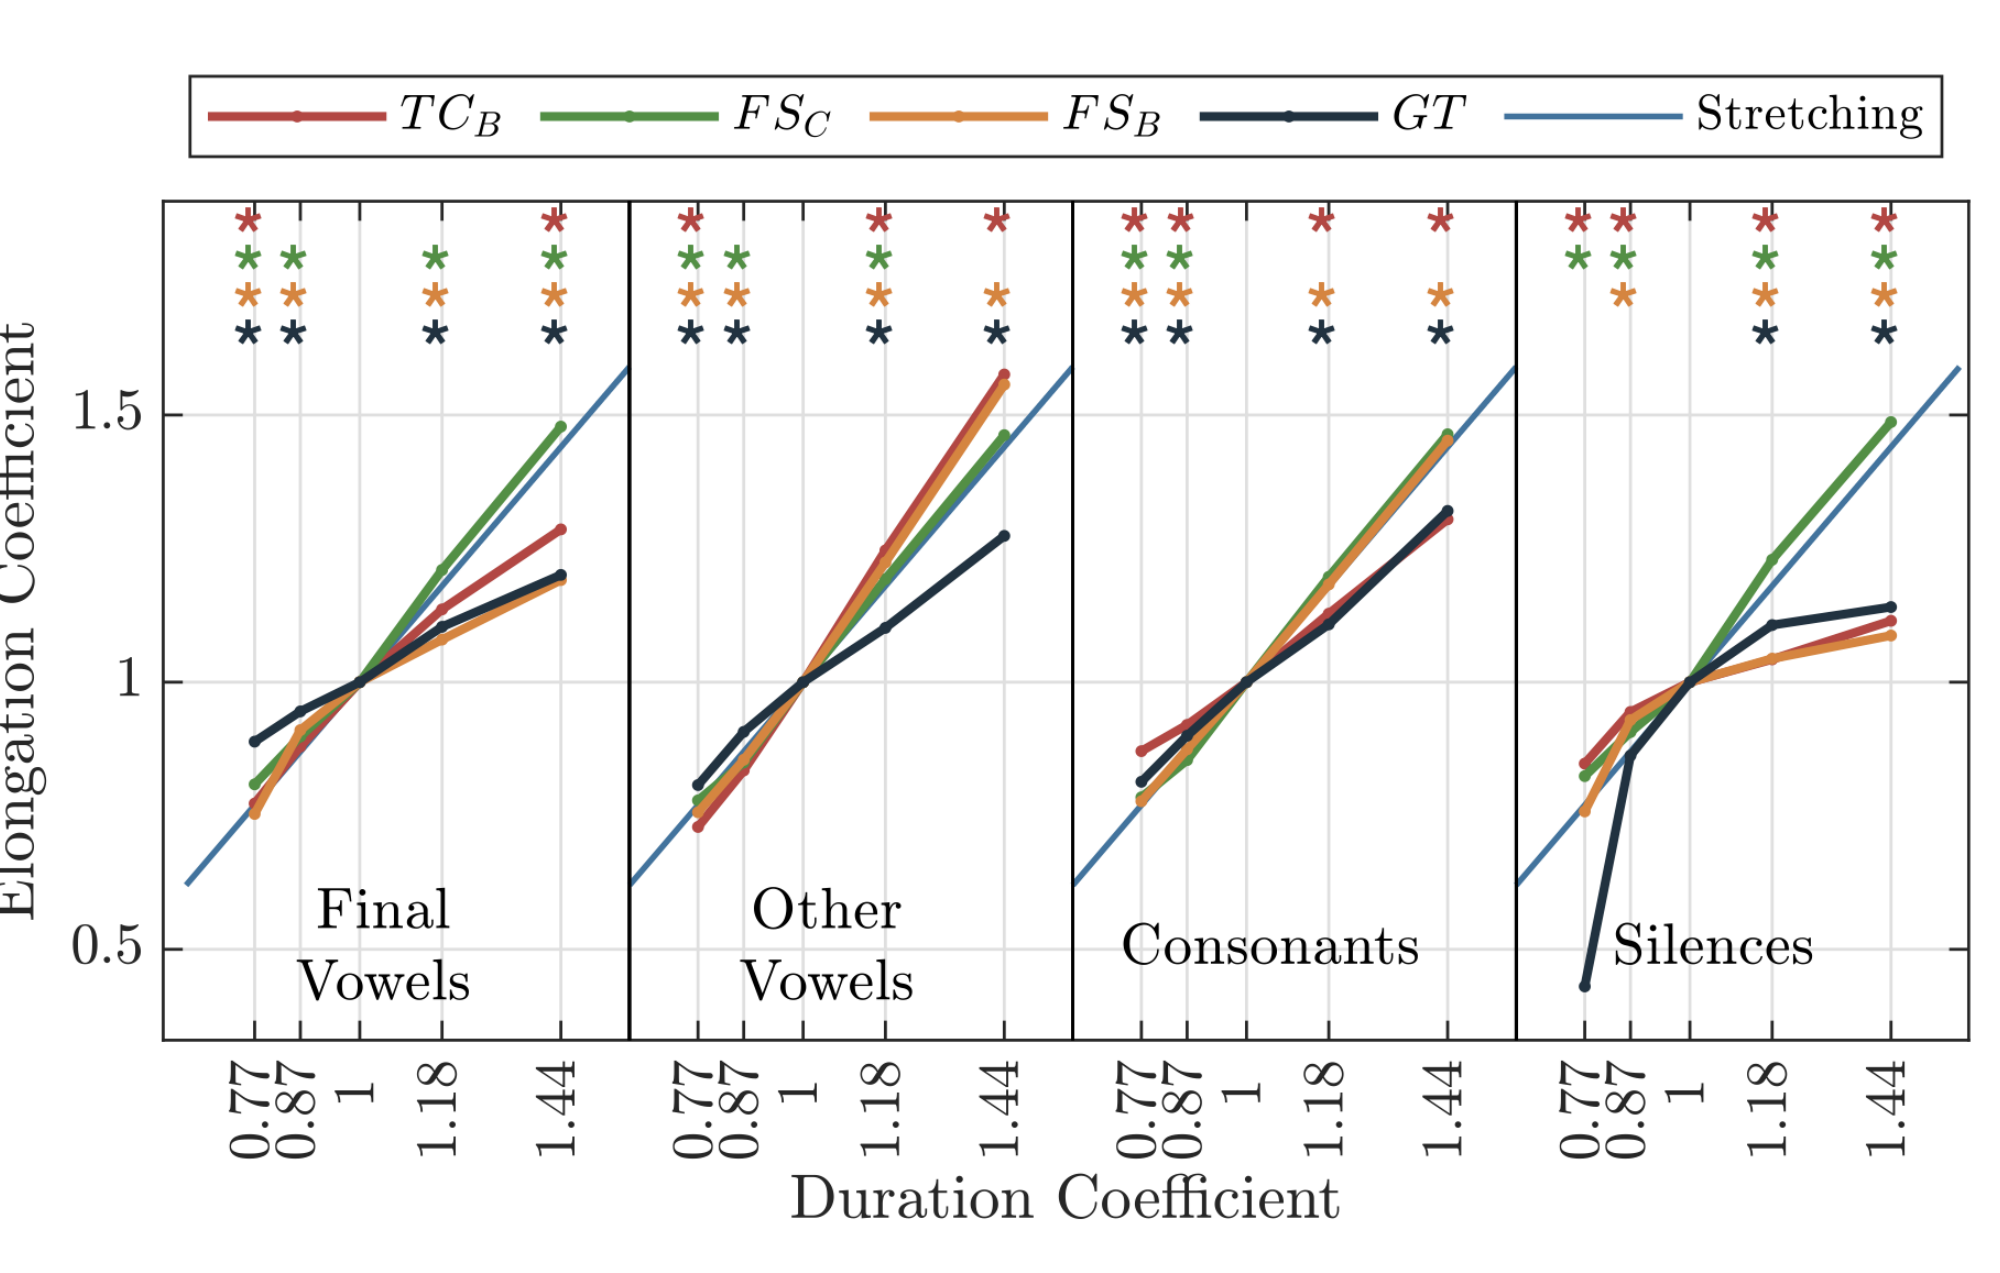 TC_B FS_C FS_B GT Stretching
* * * * * * * * * * * * *
* * * * * * * * * * * * *
* * * * * * * * * * * * * * *
* * * * * * * * * * * * * *
Elongation Coefficient
1.5
1
0.5
Final
Vowels
Other
Vowels
Consonants
Silences
0.77 0.87 1 1.18 1.44 0.77 0.87 1 1.18 1.44 0.77 0.87 1 1.18 1.44 0.77 0.87 1 1.18 1.44
Duration Coefficient